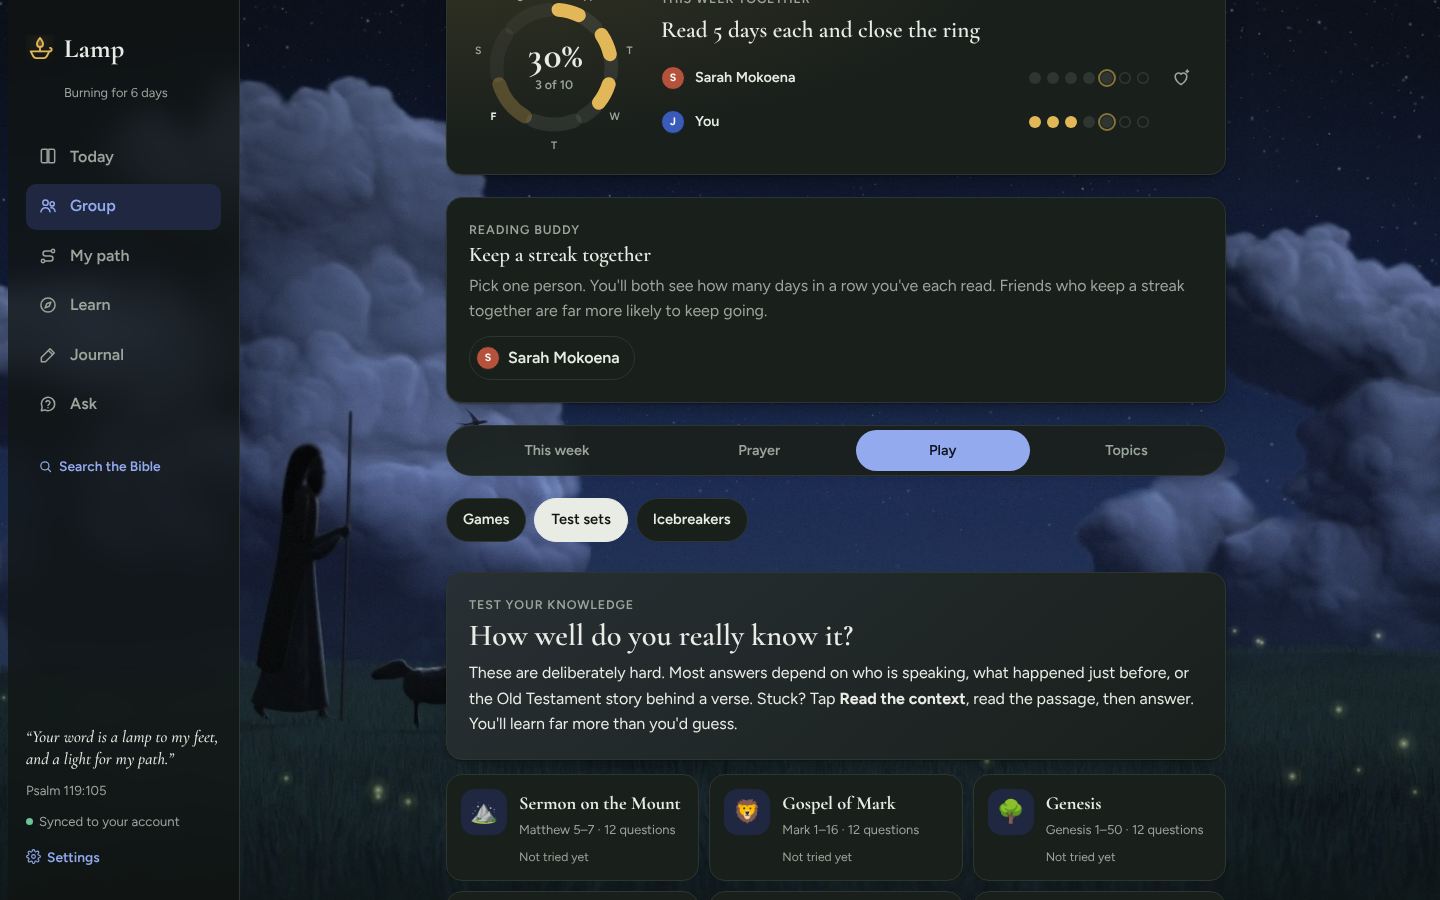 Lamp
Burning for 6 days
Today
Group
My path
Learn
Journal
Ask
Search the Bible
“Your word is a lamp to my feet,
and a light for my path.”
Psalm 119:105
Synced to your account
Settings
S
T
30%
3 of 10
F
W
T
THIS WEEK TOGETHER
Read 5 days each and close the ring
S Sarah Mokoena
J You
READING BUDDY
Keep a streak together
Pick one person. You'll both see how many days in a row you've each read. Friends who keep a streak
together are far more likely to keep going.
S Sarah Mokoena
This week Prayer Play Topics
Games Test sets Icebreakers
TEST YOUR KNOWLEDGE
How well do you really know it?
These are deliberately hard. Most answers depend on who is speaking, what happened just before, or
the Old Testament story behind a verse. Stuck? Tap Read the context, read the passage, then answer.
You'll learn far more than you'd guess.
Sermon on the Mount
Matthew 5–7 · 12 questions
Not tried yet
Gospel of Mark
Mark 1–16 · 12 questions
Not tried yet
Genesis
Genesis 1–50 · 12 questions
Not tried yet